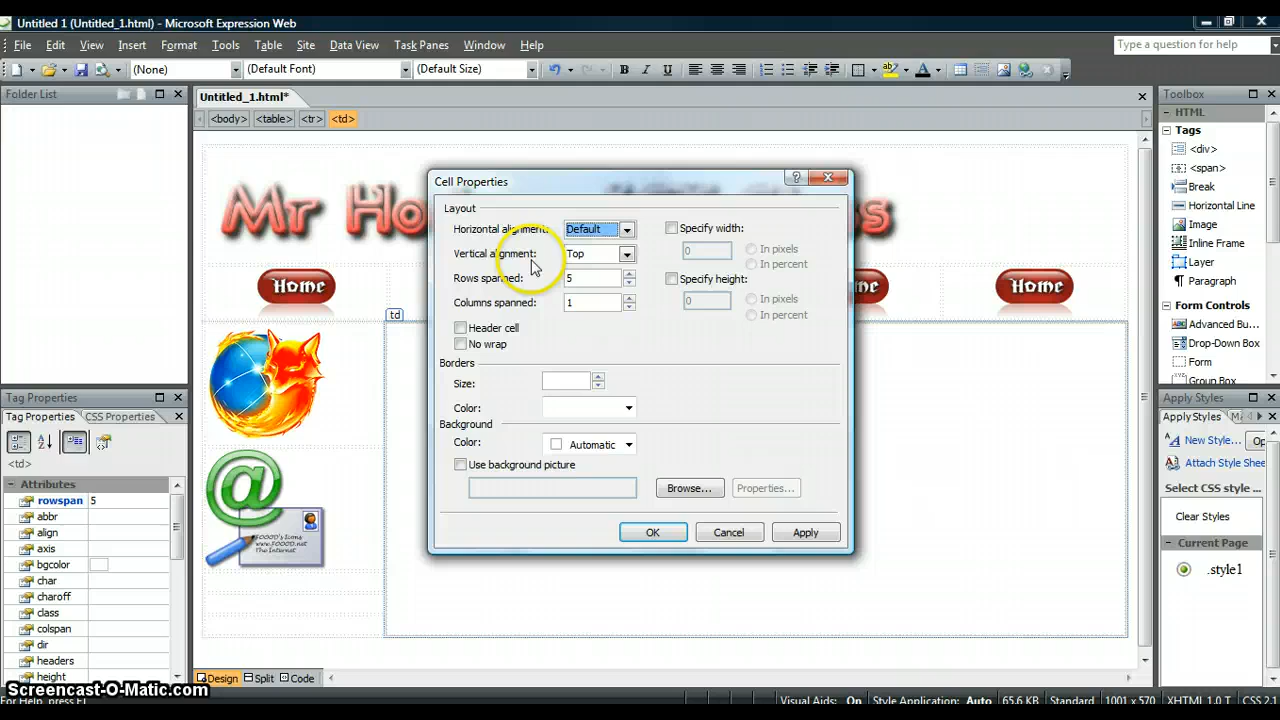 Untitled 1 (Untitled_1.html) - Microsoft Expression Web
File Edit View Insert Format Tools Table Site Data View Task Panes Window Help
Type a question for help
(None) (Default Font) (Default Size) B I U
Folder List
Untitled_1.html*
<body> <table> <tr> <td>
Toolbox
HTML
Tags
<div>
<span>
Break
Horizontal Line
Image
Inline Frame
Layer
Paragraph
Form Controls
Advanced Bu...
Drop-Down Box
Form
Group Box
Mr
Home
Home
td
Cell Properties
Layout
Horizontal alignment: Default
Vertical alignment: Top
Rows spanned: 5
Columns spanned: 1
Header cell
No wrap
Specify width:
0
In pixels
In percent
Specify height:
0
In pixels
In percent
Borders
Size:
Color:
Background
Color: Automatic
Use background picture
Browse... Properties...
OK Cancel Apply
FOOOD's Icons
FOOOD.net
The Internet
Tag Properties
Tag Properties CSS Properties
<td>
Attributes
rowspan 5
abbr
align
axis
bgcolor
char
charoff
class
colspan
dir
headers
height
Apply Styles
Apply Styles
New Style...
Attach Style Shee
Select CSS style ...
Clear Styles
Current Page
.style1
Design Split Code
Screencast-O-Matic.com
For Help, press F1
Visual Aids: On Style Application: Auto 65.6 KB Standard 1001 x 570 XHTML 1.0 T CSS 2.1